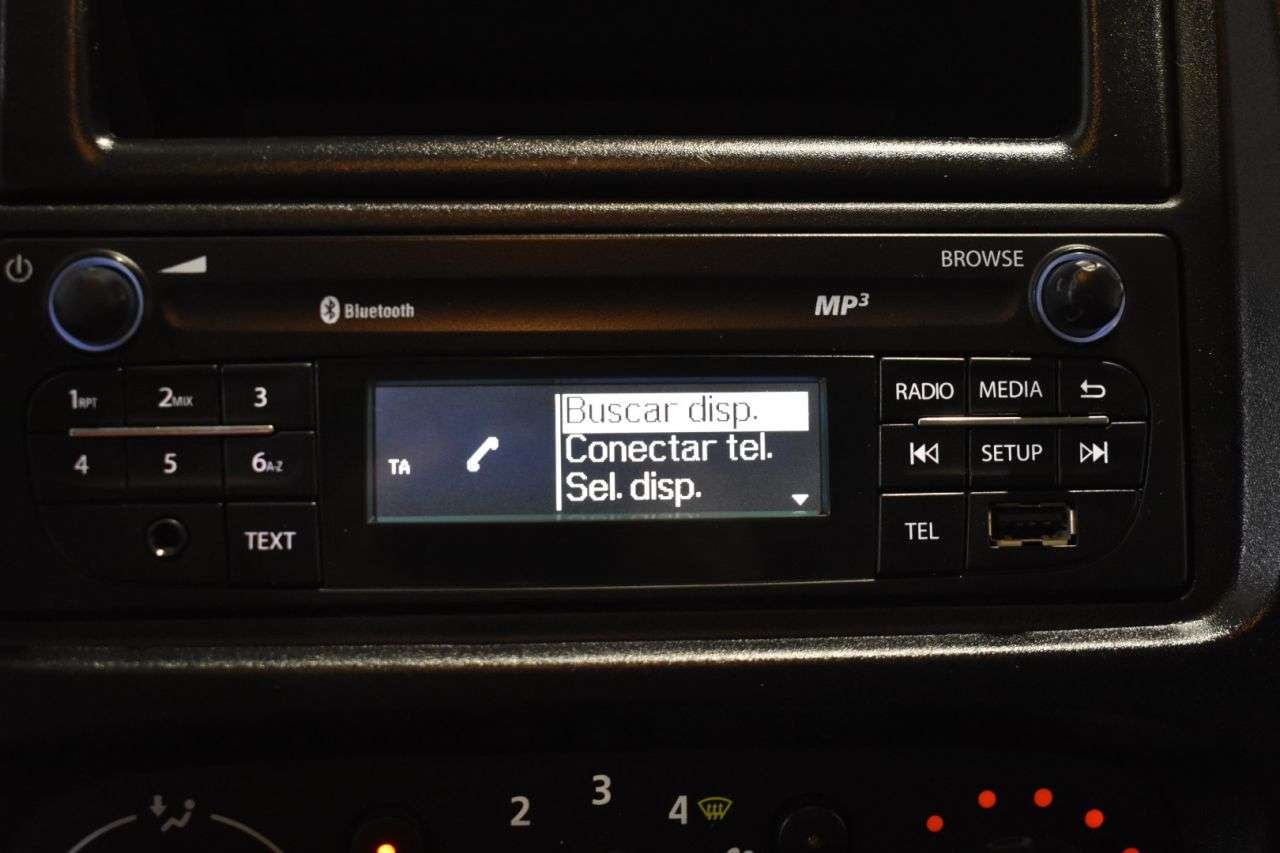 BROWSE
Bluetooth
MP3
1RPT 2MIX 3
4 5 6A-Z
TEXT
TA
Buscar disp.
Conectar tel.
Sel. disp.
RADIO MEDIA
SETUP
TEL
2 3 4